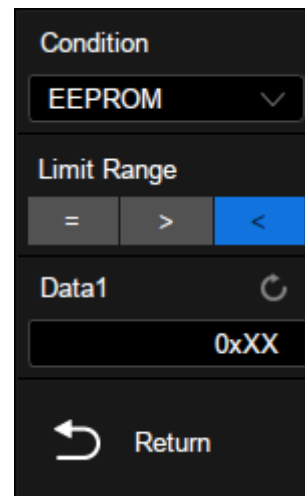 Condition
EEPROM
Limit Range
= > <
Data1
0xXX
Return